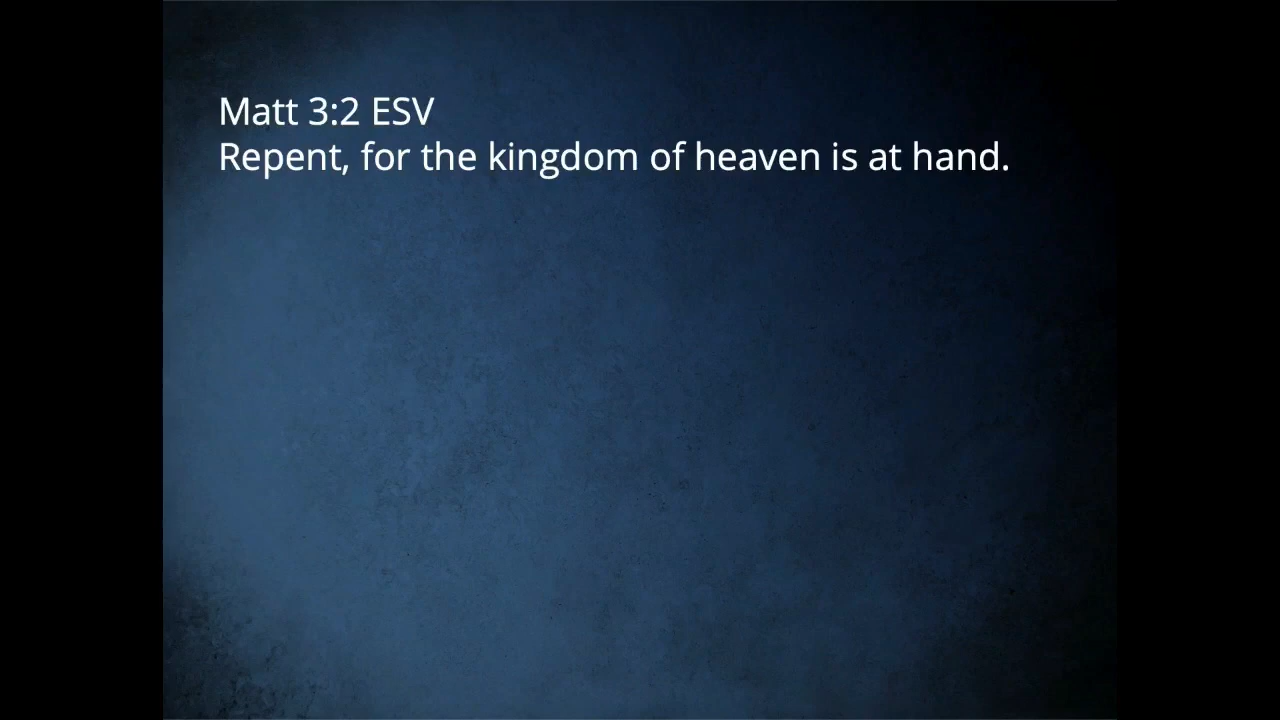 Matt 3:2 ESV
Repent, for the kingdom of heaven is at hand.